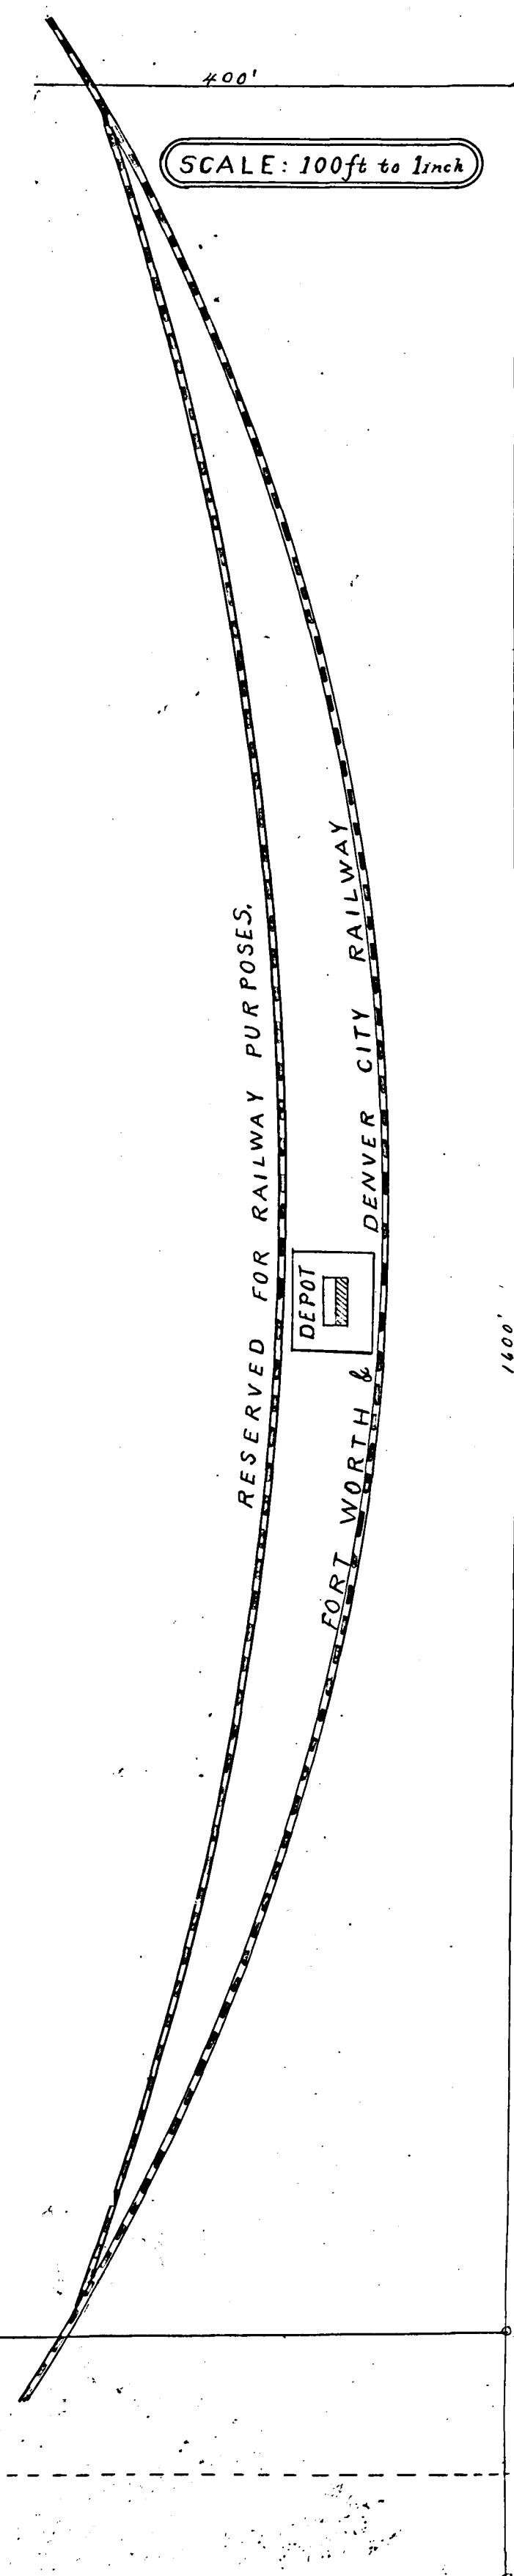 400'
SCALE: 100ft to 1inch
RESERVED FOR RAILWAY PURPOSES.
FORT WORTH & DENVER CITY RAILWAY
DEPOT
1600'